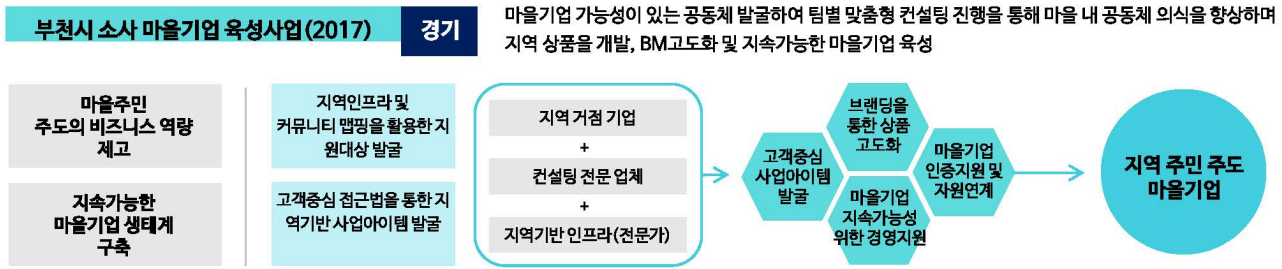 부천시 소사 마을기업 육성사업(2017)
경기
마을기업 가능성이 있는 공동체 발굴하여 팀별 맞춤형 컨설팅 진행을 통해 마을 내 공동체 의식을 향상하며
지역 상품을 개발, BM고도화 및 지속가능한 마을기업 육성
마을주민
주도의 비즈니스 역량
제고
지속가능한
마을기업 생태계
구축
지역인프라 및
커뮤니티 맵핑을 활용한 지
원대상 발굴
고객중심 접근법을 통한 지
역기반 사업아이템 발굴
지역 거점 기업
+
컨설팅 전문 업체
+
지역기반 인프라(전문가)
고객중심
사업아이템
발굴
브랜딩을
통한 상품
고도화
마을기업
지속가능성
위한 경영지원
마을기업
인증지원 및
자원연계
지역 주민 주도
마을기업